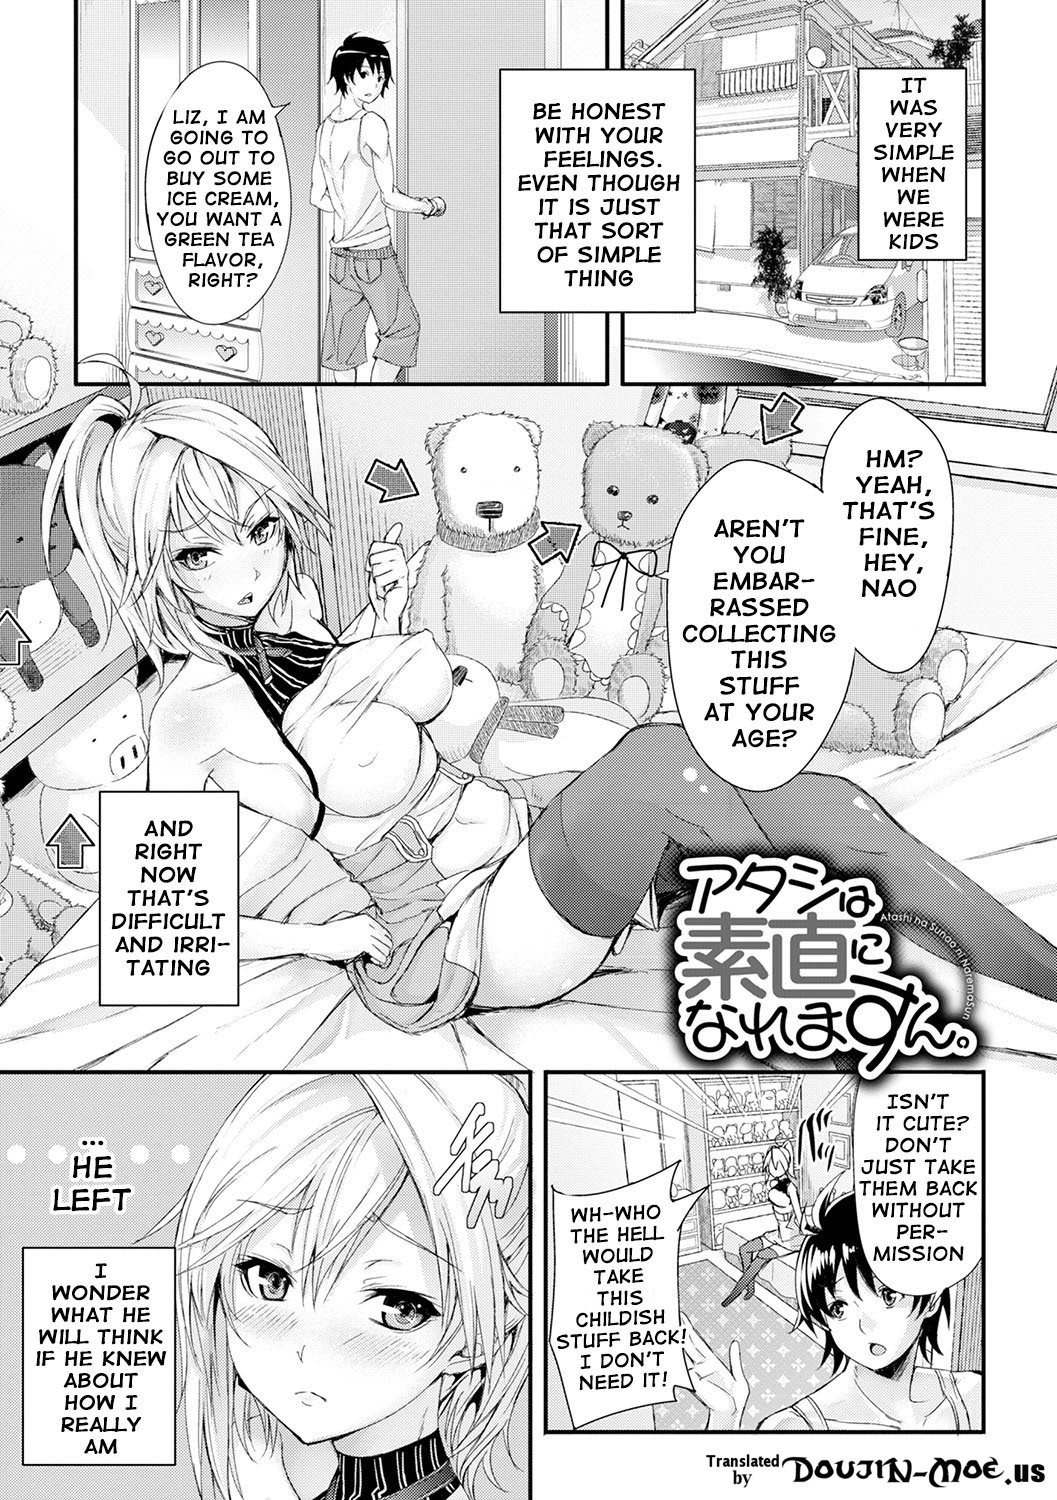 IT
WAS
VERY
SIMPLE
WHEN
WE
WERE
KIDS
BE HONEST
WITH YOUR
FEELINGS.
EVEN THOUGH
IT IS JUST
THAT SORT
OF SIMPLE
THING
LIZ, I AM
GOING TO
GO OUT TO
BUY SOME
ICE CREAM,
YOU WANT A
GREEN TEA
FLAVOR,
RIGHT?
HM?
YEAH,
THAT'S
FINE,
HEY,
NAO
AREN'T
YOU
EMBAR-
RASSED
COLLECTING
THIS
STUFF
AT YOUR
AGE?
AND
RIGHT
NOW
THAT'S
DIFFICULT
AND IRRI-
TATING
アタシは
素直に
なれますん。
Atashi ha Sunao ni Naremasun
ISN'T
IT CUTE?
DON'T
JUST TAKE
THEM BACK
WITHOUT
PER-
MISSION
WH-WHO
THE HELL
WOULD
TAKE
THIS
CHILDISH
STUFF BACK!
I DON'T
NEED IT!
...
HE
LEFT
I
WONDER
WHAT HE
WILL THINK
IF HE KNEW
ABOUT
HOW I
REALLY
AM
Translated
by DOUJIN-MOE.us